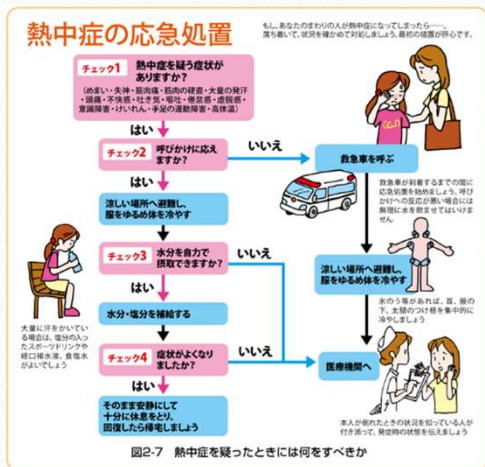 熱中症の応急処置
もし、あなたのまわりの人が熱中症になってしまったら……。
落ち着いて、状況を確かめて対処しましょう。最初の措置が肝心です。
チェック1
熱中症を疑う症状が
ありますか?
(めまい・失神・筋肉痛・筋肉の硬直・大量の発汗
・頭痛・不快感・吐き気・嘔吐・倦怠感・虚脱感・
意識障害・けいれん・手足の運動障害・高体温)
はい
チェック2
呼びかけに応え
ますか?
いいえ
救急車を呼ぶ
はい
涼しい場所へ避難し、
服をゆるめ体を冷やす
救急車が到着するまでの間に
応急処置を始めましょう。呼び
かけへの反応が悪い場合には
無理に水を飲ませてはいけま
せん
チェック3
水分を自力で
摂取できますか?
いいえ
涼しい場所へ避難し、
服をゆるめ体を冷やす
はい
氷のう等があれば、首、腋の
下、太腿のつけ根を集中的に
冷やしましょう
水分・塩分を補給する
大量に汗をかいてい
る場合は、塩分の入っ
たスポーツドリンクや
経口補水液、食塩水
がよいでしょう
チェック4
症状がよくなり
ましたか?
いいえ
医療機関へ
はい
そのまま安静にして
十分に休息をとり、
回復したら帰宅しましょう
本人が倒れたときの状況を知っている人が
付き添って、発症時の状態を伝えましょう
図2-7 熱中症を疑ったときには何をすべきか